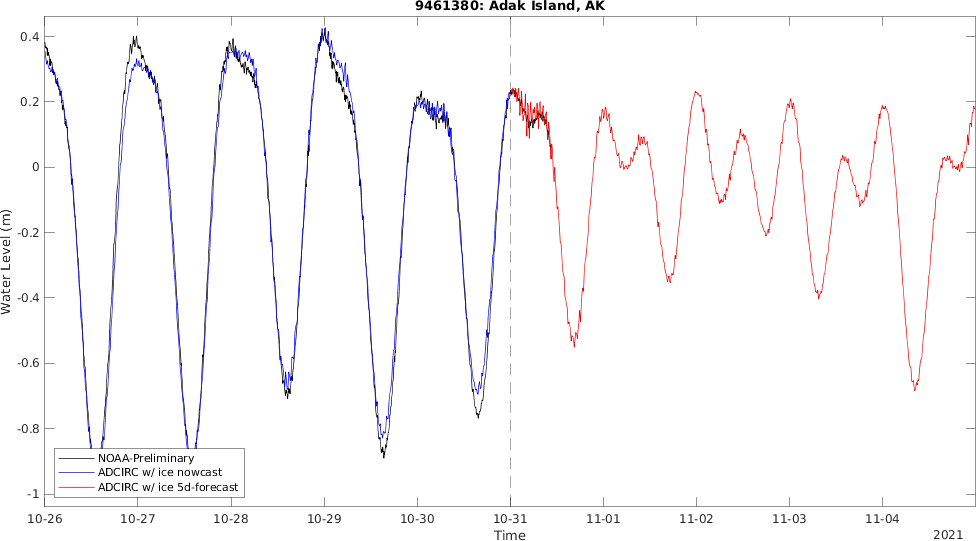 9461380: Adak Island, AK
Water Level (m)
0.4
0.2
0
-0.2
-0.4
-0.6
-0.8
-1
NOAA-Preliminary
ADCIRC w/ ice nowcast
ADCIRC w/ ice 5d-forecast
10-26 10-27 10-28 10-29 10-30 10-31 11-01 11-02 11-03 11-04
Time
2021